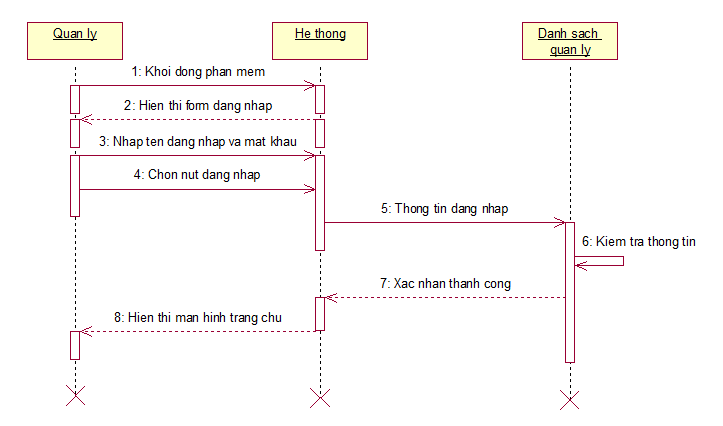 Quan ly
He thong
Danh sach
quan ly
1: Khoi dong phan mem
2: Hien thi form dang nhap
3: Nhap ten dang nhap va mat khau
4: Chon nut dang nhap
5: Thong tin dang nhap
6: Kiem tra thong tin
7: Xac nhan thanh cong
8: Hien thi man hinh trang chu